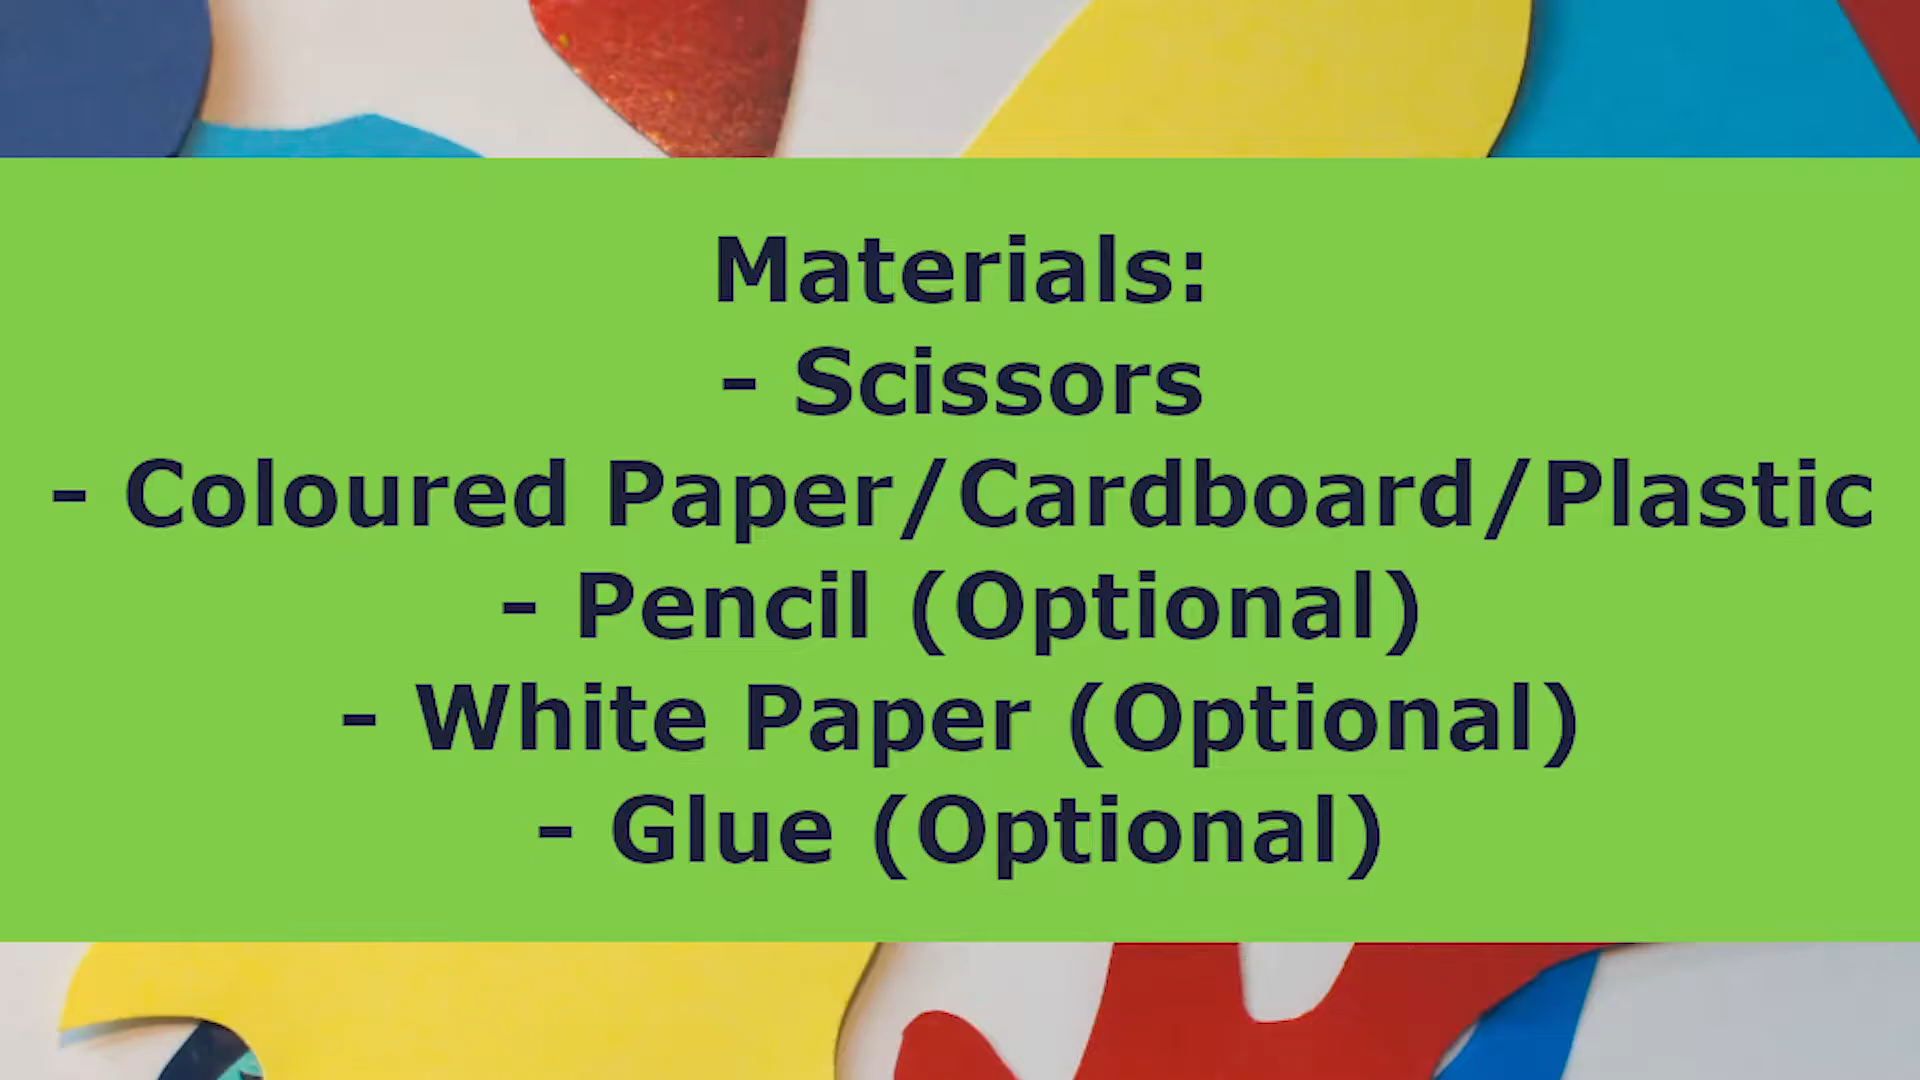 Materials:
- Scissors
- Coloured Paper/Cardboard/Plastic
- Pencil (Optional)
- White Paper (Optional)
- Glue (Optional)